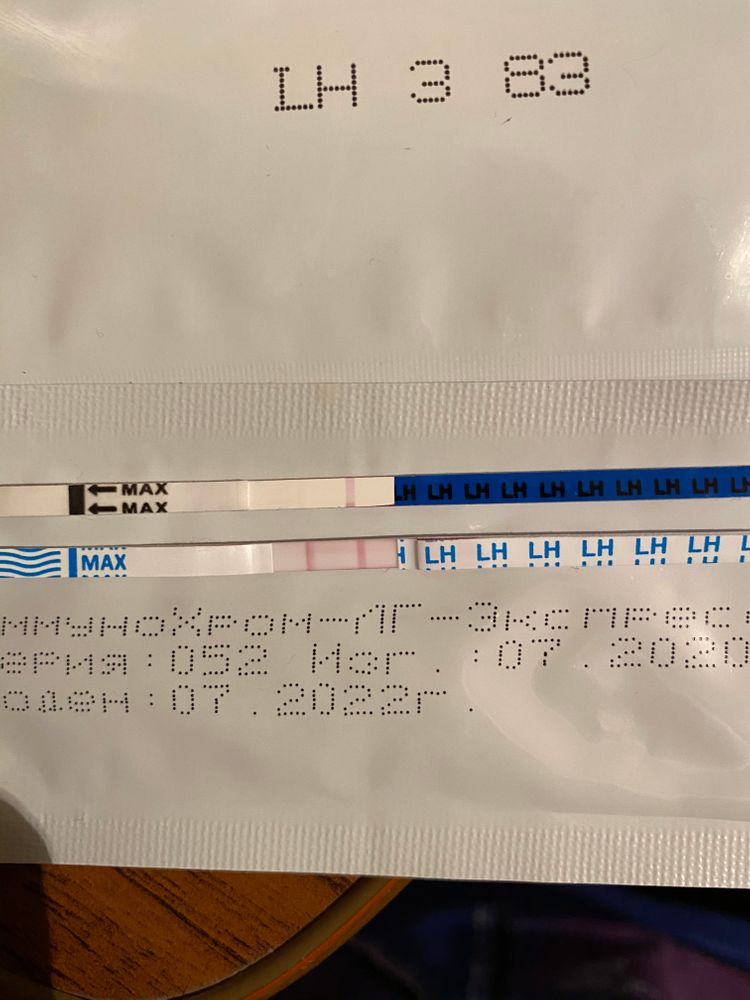 LH 3 83
← MAX
← MAX
LH LH LH LH LH LH LH LH LH
MAX
LH LH LH LH LH LH LH
ммуноХром-ЛГ-Экспрес
ерия:052 Изг.:07.2020
оден:07.2022г.